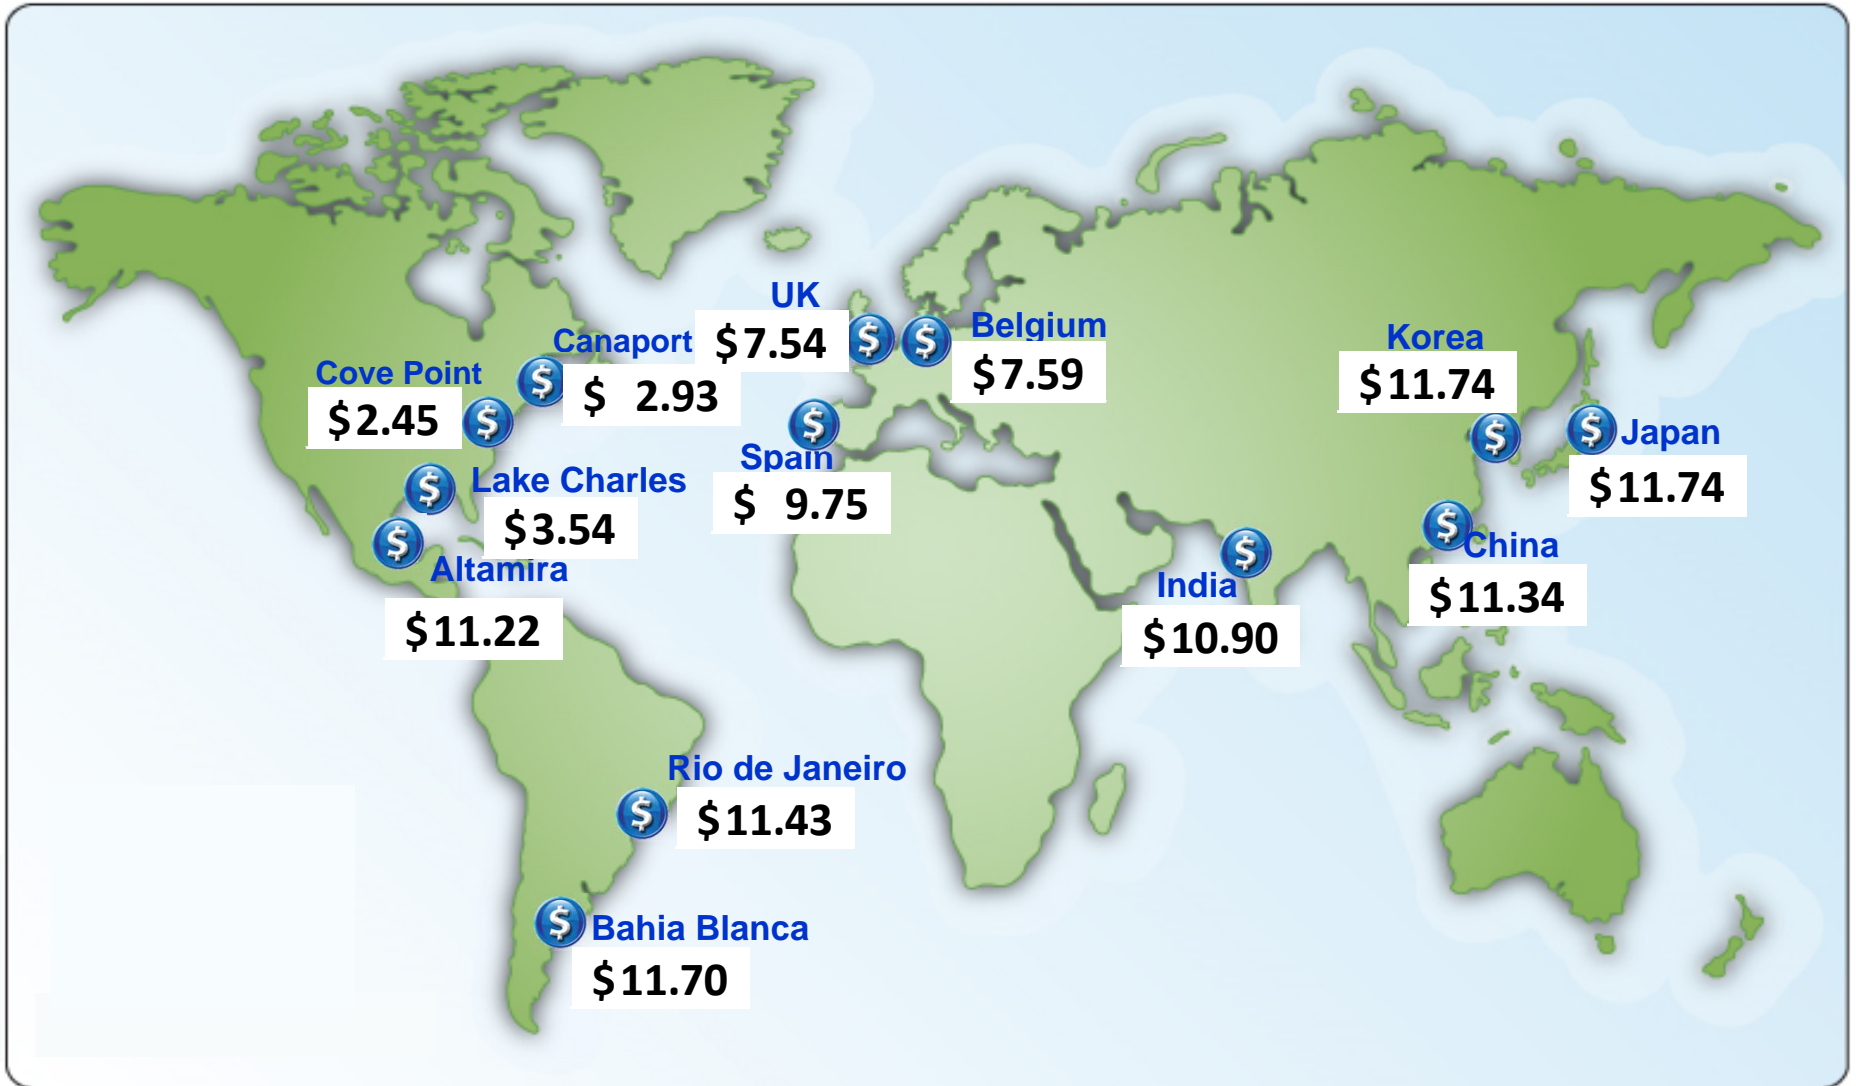 UK
$7.54
Belgium
$7.59
Canaport
$ 2.93
Cove Point
$2.45
Korea
$11.74
Japan
$11.74
Spain
$ 9.75
Lake Charles
$3.54
Altamira
$11.22
China
$11.34
India
$10.90
Rio de Janeiro
$11.43
Bahia Blanca
$11.70